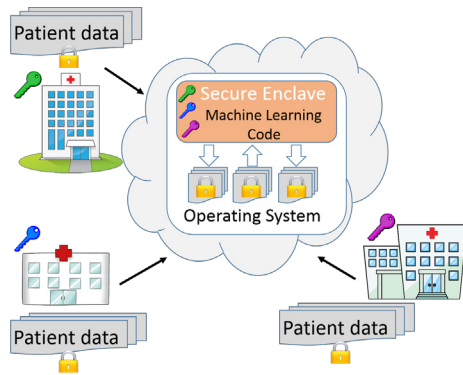 Patient data
Secure Enclave
Machine Learning
Code
Operating System
Patient data
Patient data